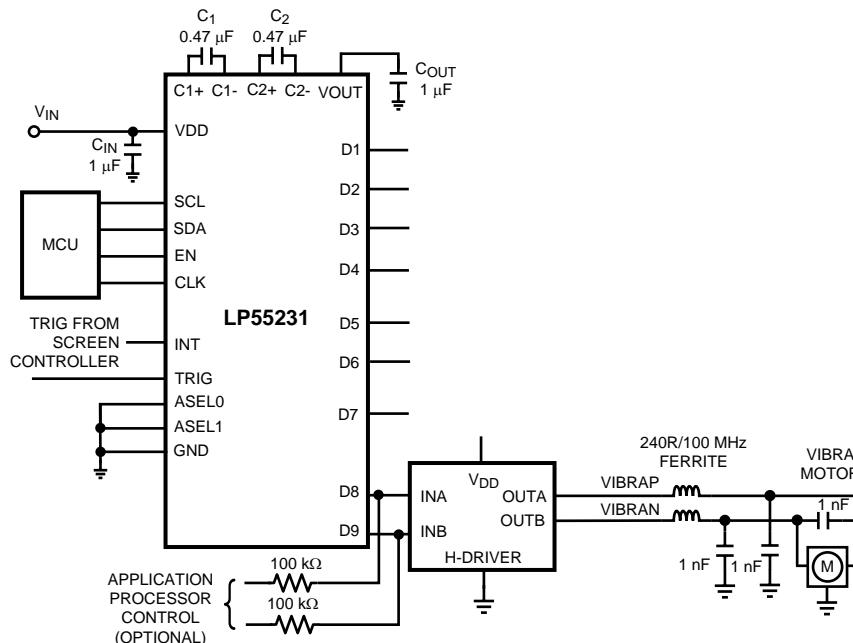 C1
0.47 μF
C2
0.47 μF
C1+ C1- C2+ C2- VOUT
COUT
1 μF
VIN
VDD
CIN
1 μF
MCU
SCL
SDA
EN
CLK
LP55231
TRIG FROM
SCREEN
CONTROLLER
INT
TRIG
ASEL0
ASEL1
GND
D1
D2
D3
D4
D5
D6
D7
D8
D9
VDD
INA
INB
OUTA
OUTB
H-DRIVER
VIBRAP
VIBRAN
240R/100 MHz
FERRITE
VIBRA
MOTOR
1 nF
1 nF
1 nF
M
100 kΩ
100 kΩ
APPLICATION
PROCESSOR
CONTROL
(OPTIONAL)